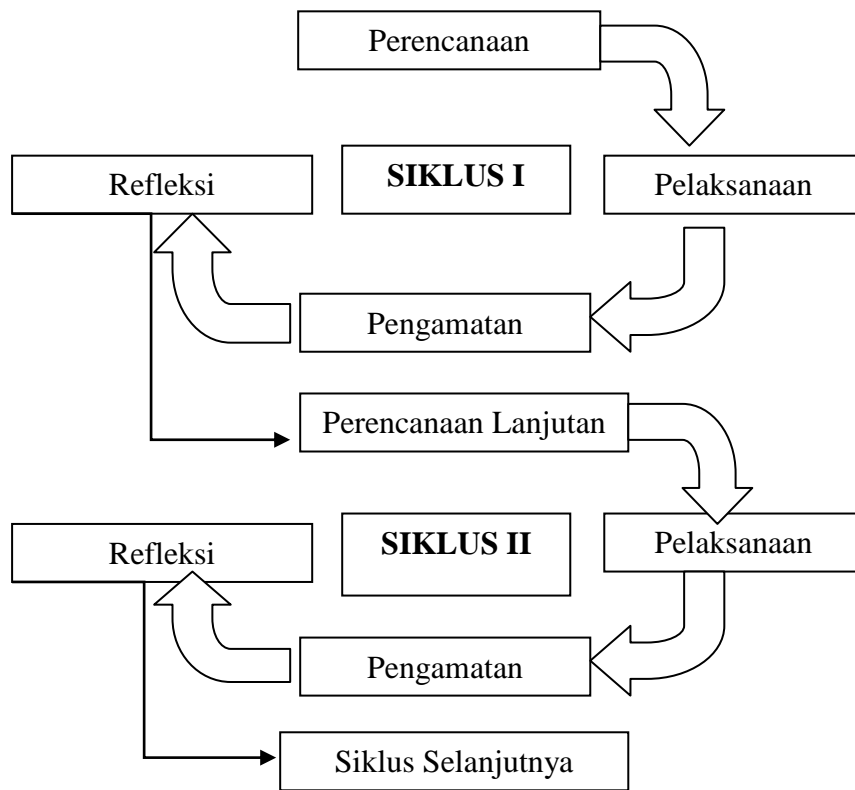 Perencanaan
Refleksi
SIKLUS I
Pelaksanaan
Pengamatan
Perencanaan Lanjutan
Refleksi
SIKLUS II
Pelaksanaan
Pengamatan
Siklus Selanjutnya